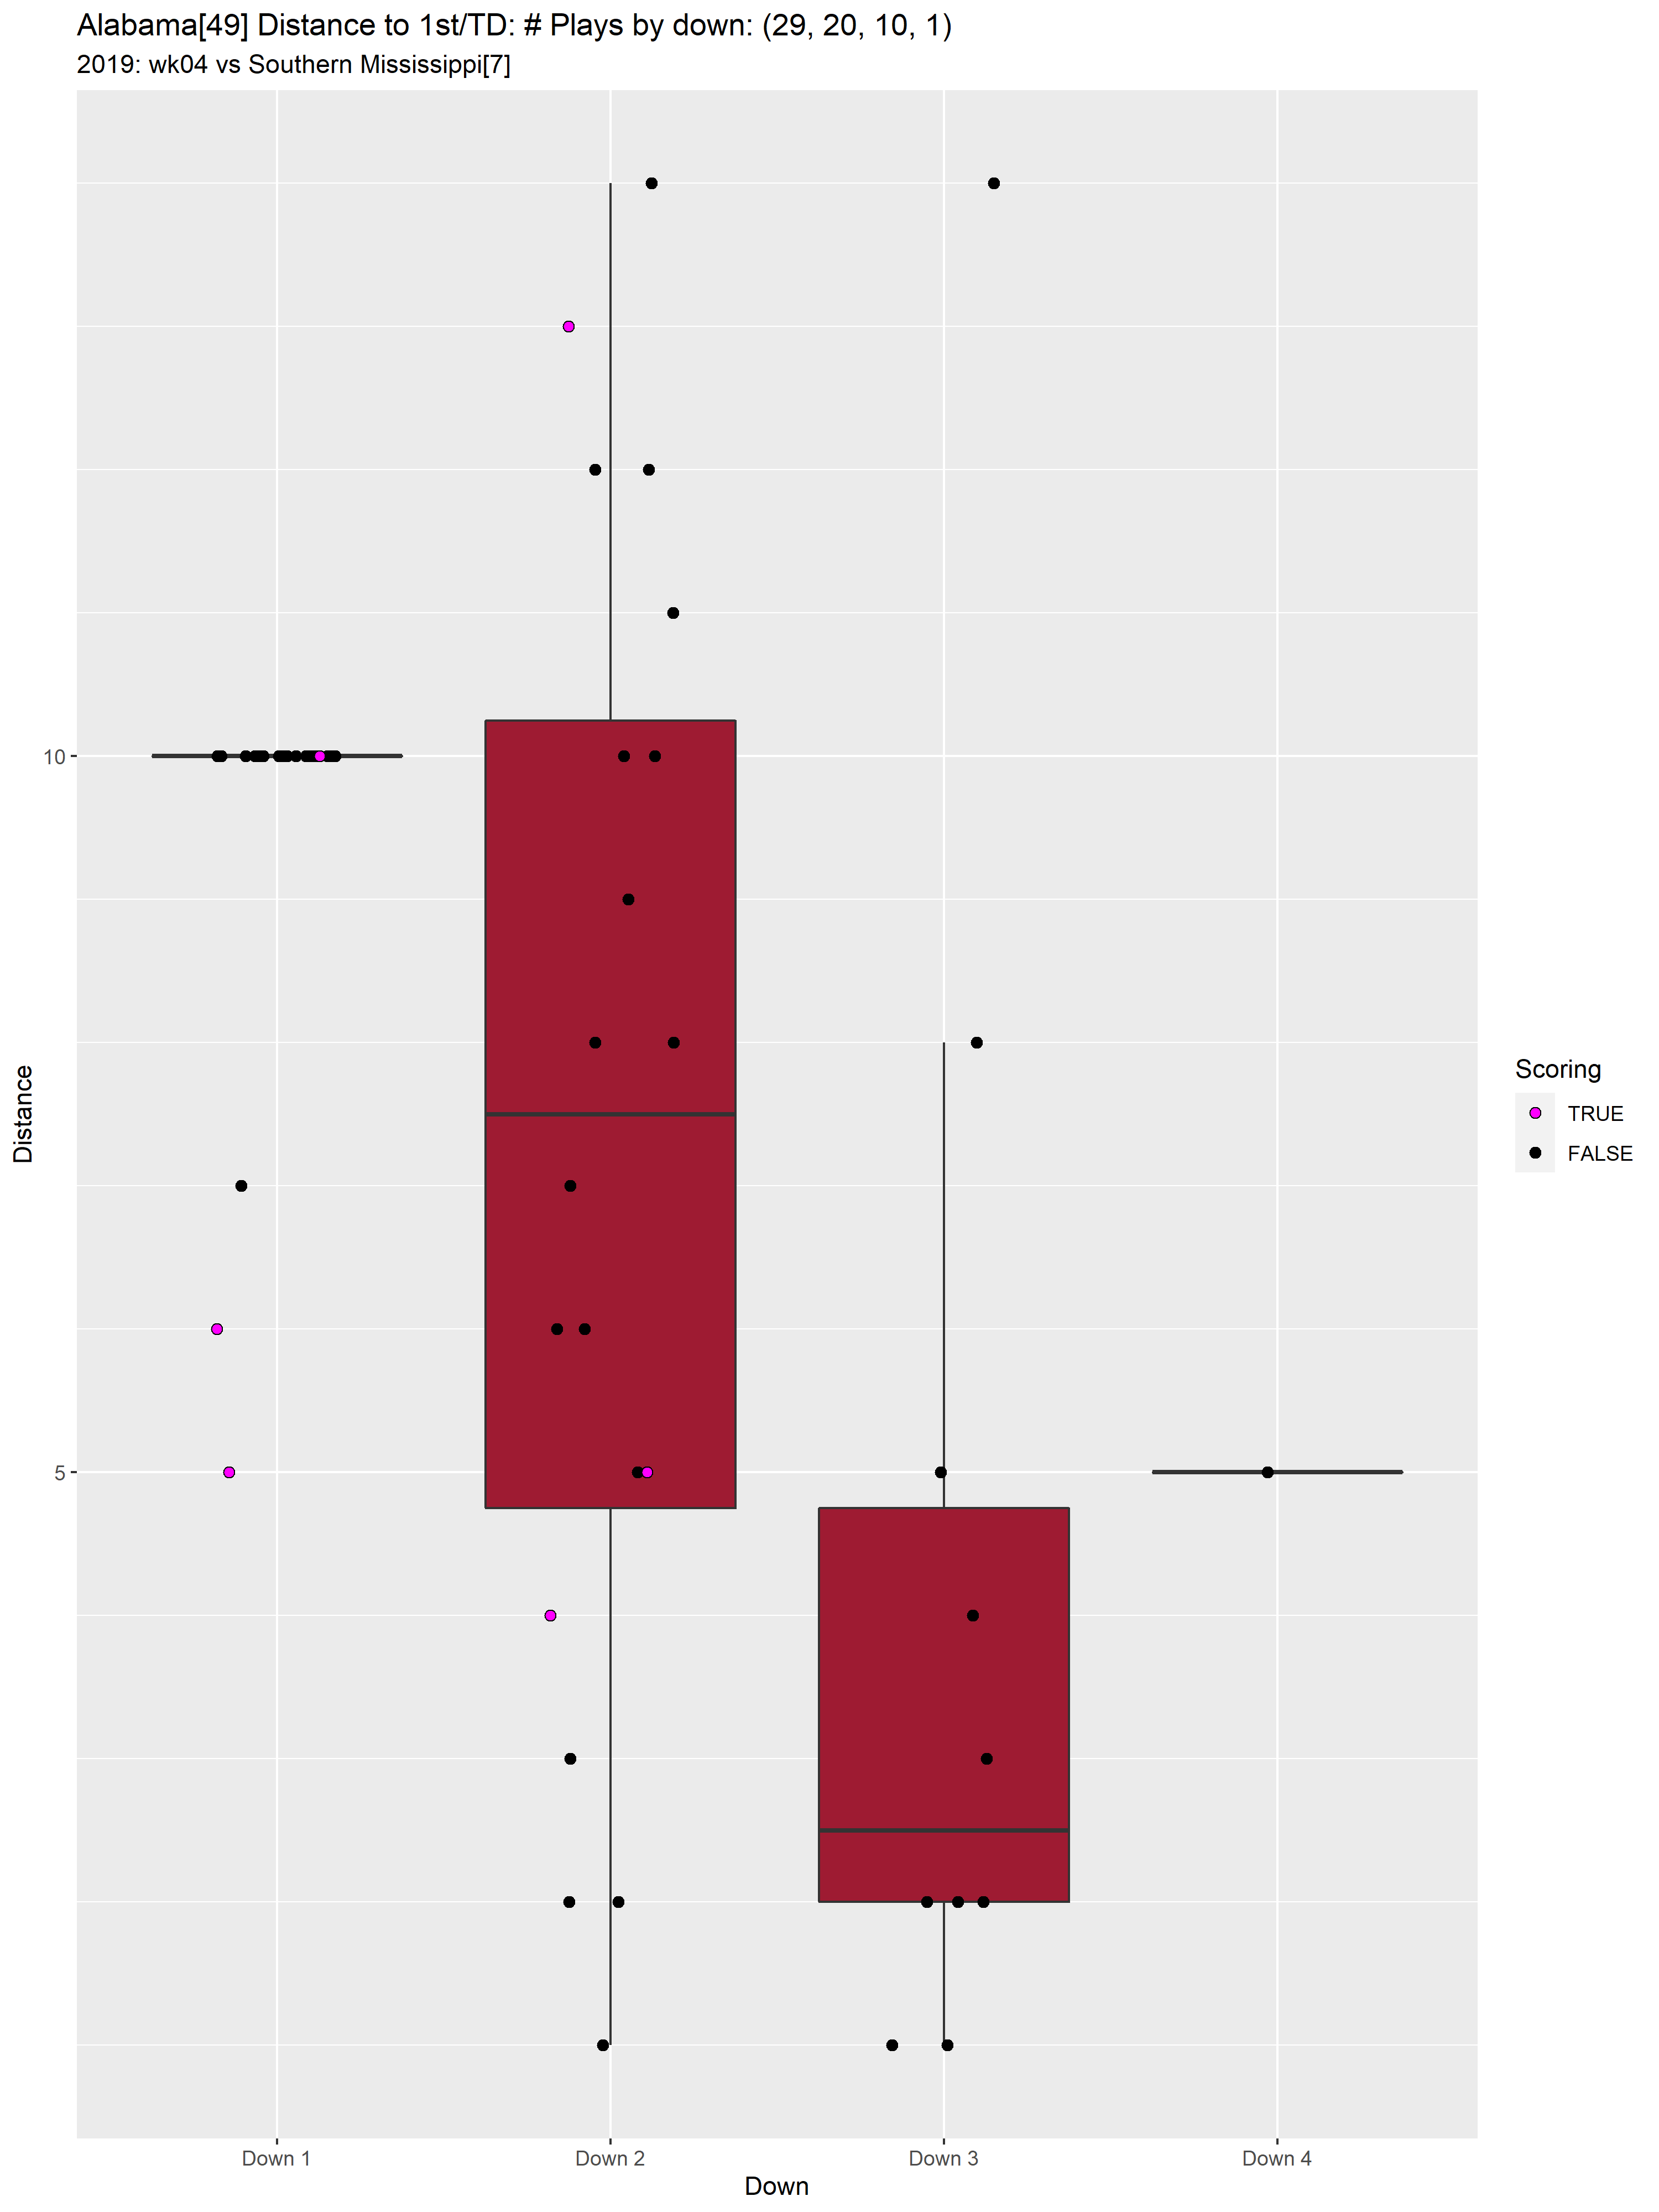 Alabama[49] Distance to 1st/TD: # Plays by down: (29, 20, 10, 1)
2019: wk04 vs Southern Mississippi[7]
10
5
Distance
Down 1
Down 2
Down 3
Down 4
Down
Scoring
TRUE
FALSE